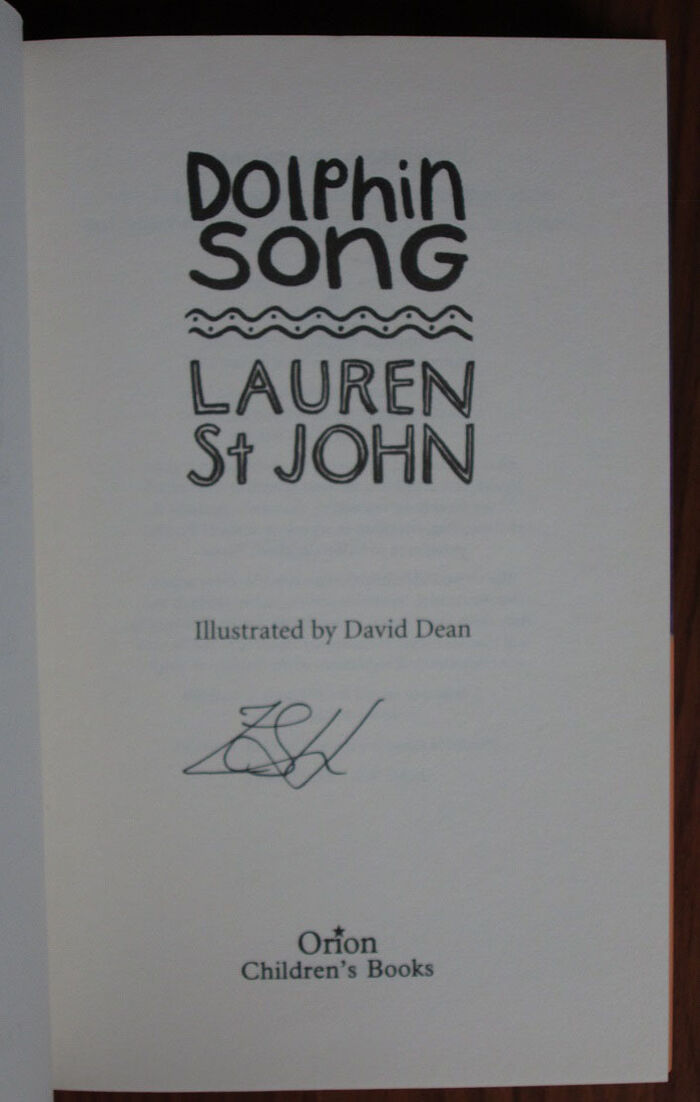 Dolphin
SONG
LAUREN
St JOHN
Illustrated by David Dean
Orion
Children's Books